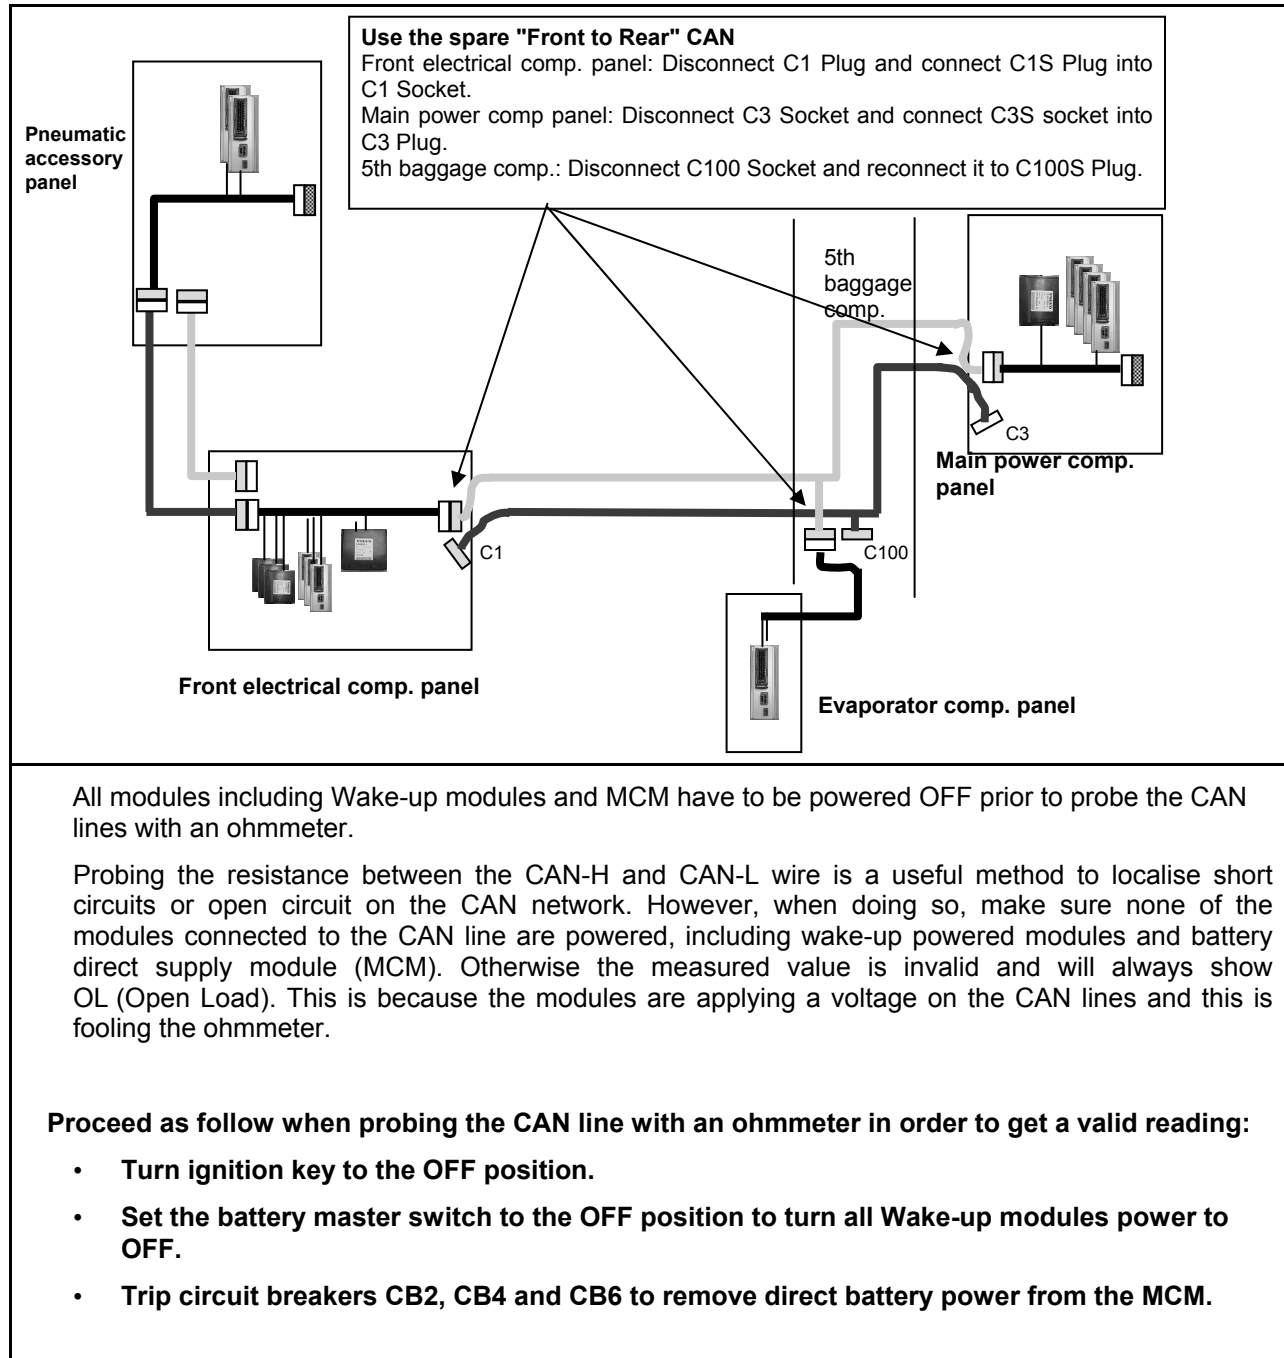 Use the spare "Front to Rear" CAN
Front electrical comp. panel: Disconnect C1 Plug and connect C1S Plug into
C1 Socket.
Main power comp panel: Disconnect C3 Socket and connect C3S socket into
C3 Plug.
5th baggage comp.: Disconnect C100 Socket and reconnect it to C100S Plug.
Pneumatic
accessory
panel
5th
baggage
comp.
C3
Main power comp.
panel
C1
C100
Front electrical comp. panel
Evaporator comp. panel
All modules including Wake-up modules and MCM have to be powered OFF prior to probe the CAN
lines with an ohmmeter.
Probing the resistance between the CAN-H and CAN-L wire is a useful method to localise short
circuits or open circuit on the CAN network. However, when doing so, make sure none of the
modules connected to the CAN line are powered, including wake-up powered modules and battery
direct supply module (MCM). Otherwise the measured value is invalid and will always show
OL (Open Load). This is because the modules are applying a voltage on the CAN lines and this is
fooling the ohmmeter.
Proceed as follow when probing the CAN line with an ohmmeter in order to get a valid reading:
• Turn ignition key to the OFF position.
• Set the battery master switch to the OFF position to turn all Wake-up modules power to
OFF.
• Trip circuit breakers CB2, CB4 and CB6 to remove direct battery power from the MCM.